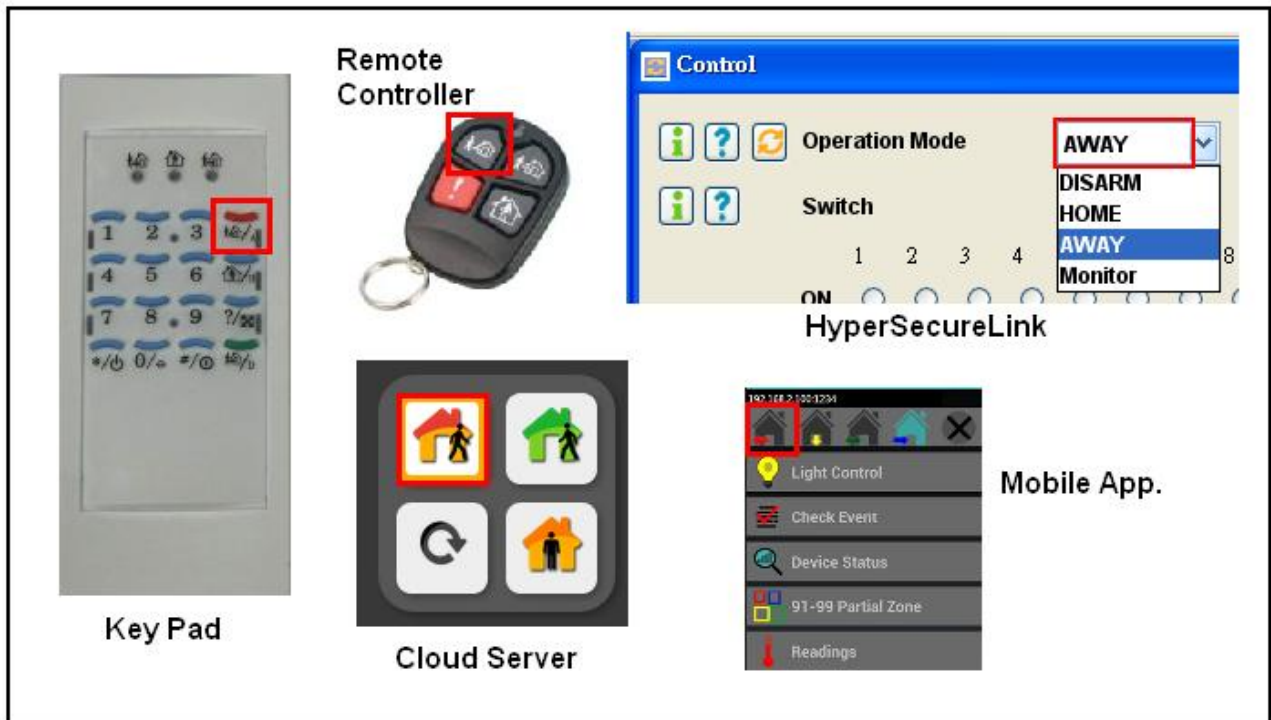 Remote
Controller
Control
Operation Mode
AWAY
DISARM
HOME
AWAY
Monitor
Switch
1 2 3 4 8
ON
HyperSecureLink
1 2 3
4 5 6
7 8 9 ?/
*/ 0/ #/
Key Pad
Cloud Server
192.168.2.100:1234
Light Control
Check Event
Device Status
91-99 Partial Zone
Readings
Mobile App.